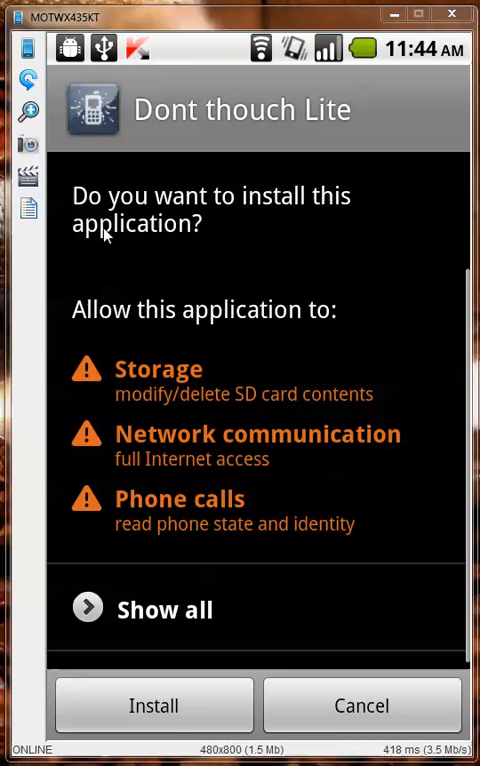 MOTWX435KT
11:44 AM
Dont thouch Lite
Do you want to install this
application?
Allow this application to:
Storage
modify/delete SD card contents
Network communication
full Internet access
Phone calls
read phone state and identity
Show all
Install
Cancel
ONLINE
480x800 (1.5 Mb)
418 ms (3.5 Mb/s)